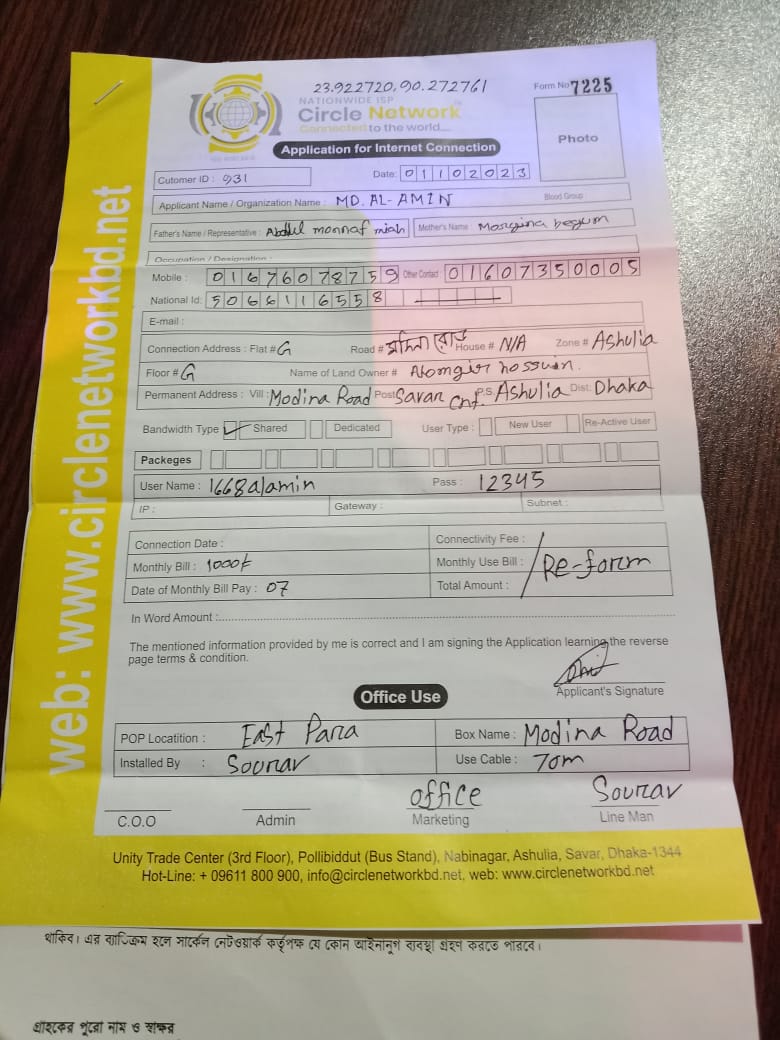 23.922720,90.272761
Form No 7225
NATIONWIDE ISP
Circle Network
Connected to the world....
Photo
Application for Internet Connection
Cutomer ID : 931 Date: 01102023
Applicant Name / Organization Name : MD. AL-AMIN Blood Group
Father's Name / Representative : Abdul monnaf miah Mother's Name : Morgina begum
Occupation / Designation :
Mobile : 01676078759 Other Contact : 01607350005
National Id: 5066116558
E-mail :
Connection Address : Flat # G Road # মদিনা রোড House # N/A Zone # Ashulia
Floor # G Name of Land Owner # Alomgir hossain.
Permanent Address : Vill : Modina Road Post Savar Cnt. P.S Ashulia Dist: Dhaka
Bandwidth Type : Shared Dedicated User Type : New User Re-Active User
Packeges
User Name : 1668alamin Pass : 12345
IP : Gateway : Subnet :
Connection Date : Connectivity Fee :
Monthly Bill : 1000/- Monthly Use Bill : Re-form
Date of Monthly Bill Pay : 07 Total Amount :
In Word Amount :
The mentioned information provided by me is correct and I am signing the Application learning the reverse
page terms & condition.
Applicant's Signature
Office Use
POP Locatition : East Para Box Name : Modina Road
Installed By : Sourav Use Cable : 70m
office Sourav
C.O.O Admin Marketing Line Man
Unity Trade Center (3rd Floor), Pollibiddut (Bus Stand), Nabinagar, Ashulia, Savar, Dhaka-1344
Hot-Line: + 09611 800 900, info@circlenetworkbd.net, web: www.circlenetworkbd.net
web: www.circlenetworkbd.net
থাকিব। এর ব্যতিক্রম হলে সার্কেল নেটওয়ার্ক কর্তৃপক্ষ যে কোন আইনানুগ ব্যবস্থা গ্রহণ করতে পারবে।
গ্রাহকের পুরো নাম ও স্বাক্ষর